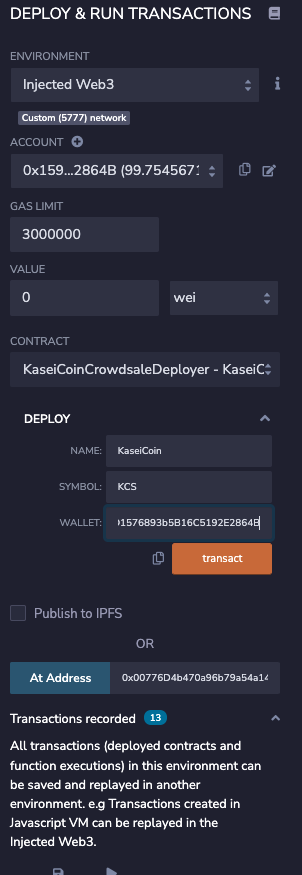 DEPLOY & RUN TRANSACTIONS
ENVIRONMENT
Injected Web3
Custom (5777) network
ACCOUNT
0x159...2864B (99.7545671
GAS LIMIT
3000000
VALUE
0 wei
CONTRACT
KaseiCoinCrowdsaleDeployer - KaseiC
DEPLOY
NAME: KaseiCoin
SYMBOL: KCS
WALLET: 1576893b5B16C5192E2864B
transact
Publish to IPFS
OR
At Address 0x00776D4b470a96b79a54a14
Transactions recorded 13
All transactions (deployed contracts and
function executions) in this environment can
be saved and replayed in another
environment. e.g Transactions created in
Javascript VM can be replayed in the
Injected Web3.